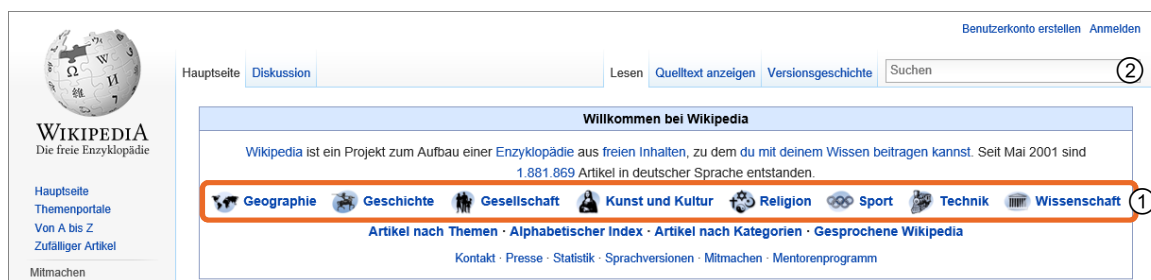 Benutzerkonto erstellen Anmelden
Hauptseite Diskussion Lesen Quelltext anzeigen Versionsgeschichte Suchen ②
WIKIPEDIA
Die freie Enzyklopädie
Hauptseite
Themenportale
Von A bis Z
Zufälliger Artikel
Mitmachen
Willkommen bei Wikipedia
Wikipedia ist ein Projekt zum Aufbau einer Enzyklopädie aus freien Inhalten, zu dem du mit deinem Wissen beitragen kannst. Seit Mai 2001 sind
1.881.869 Artikel in deutscher Sprache entstanden.
Geographie Geschichte Gesellschaft Kunst und Kultur Religion Sport Technik Wissenschaft ①
Artikel nach Themen · Alphabetischer Index · Artikel nach Kategorien · Gesprochene Wikipedia
Kontakt · Presse · Statistik · Sprachversionen · Mitmachen · Mentorenprogramm